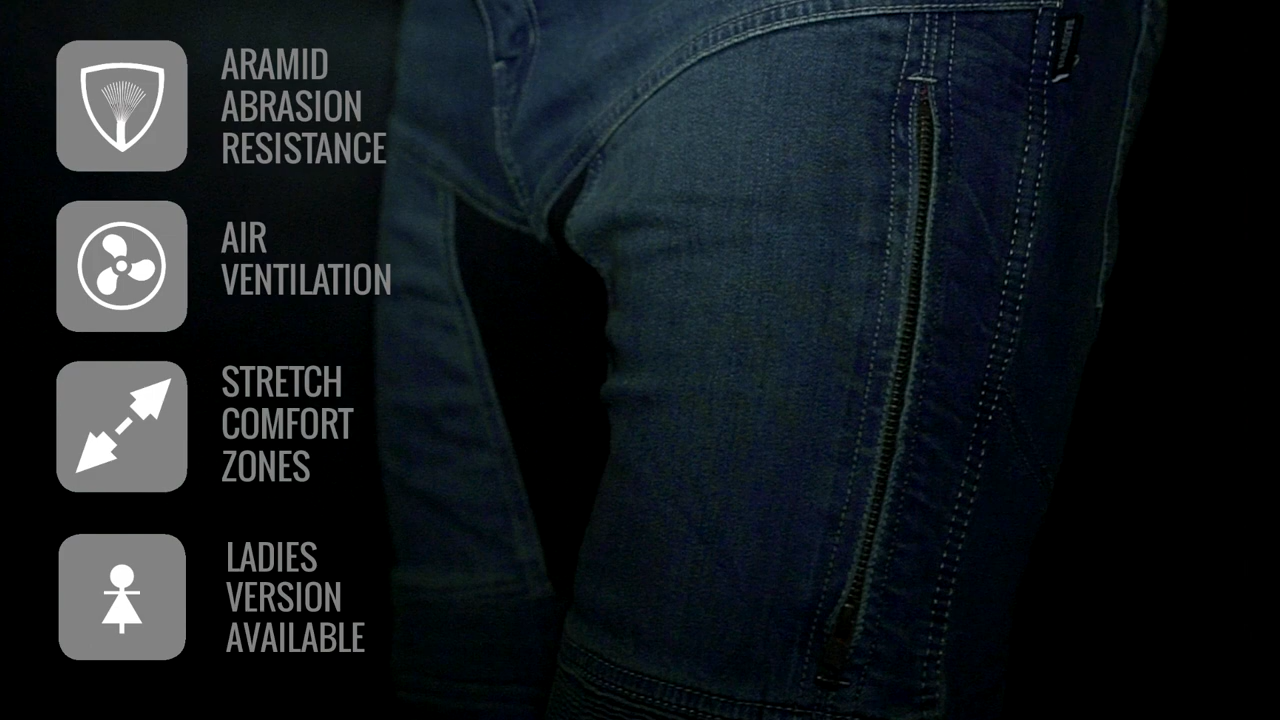 ARAMID
ABRASION
RESISTANCE
AIR
VENTILATION
STRETCH
COMFORT
ZONES
LADIES
VERSION
AVAILABLE